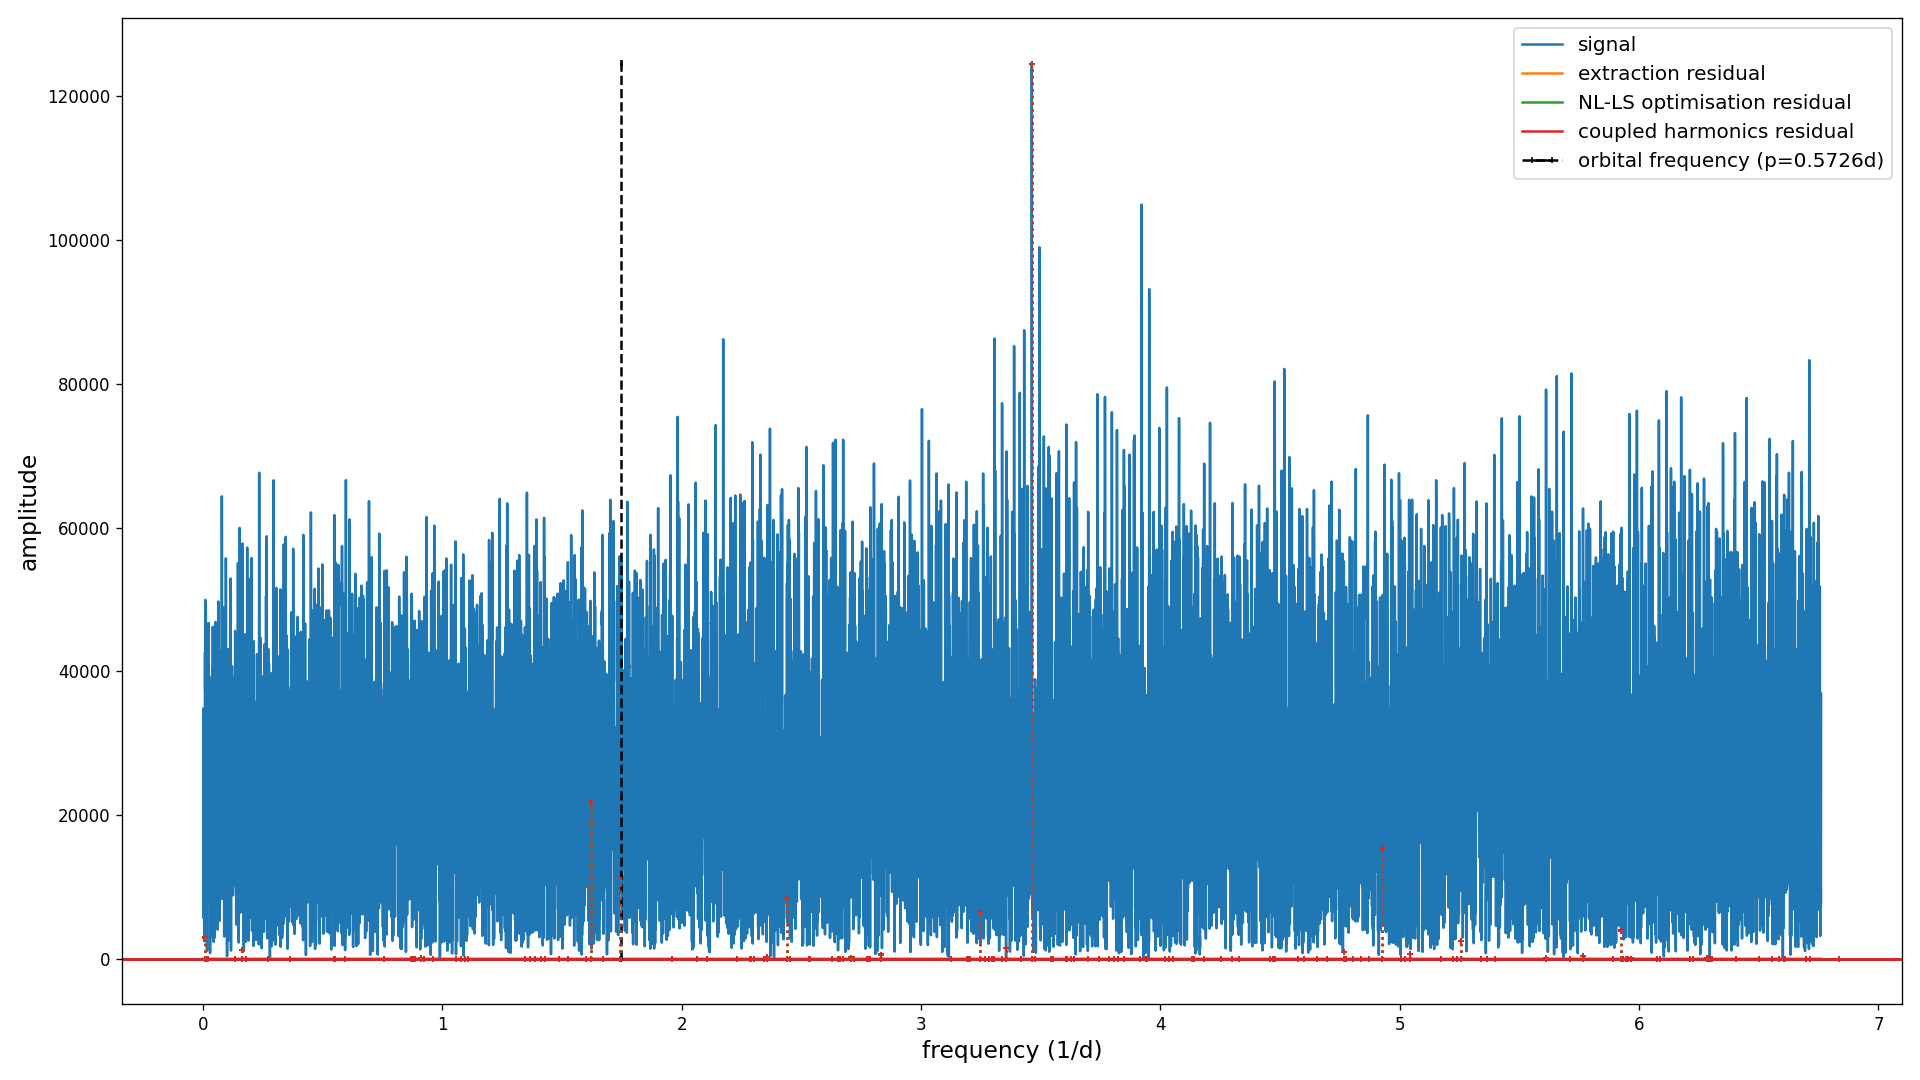 signal
extraction residual
NL-LS optimisation residual
coupled harmonics residual
orbital frequency (p=0.5726d)
120000
100000
80000
60000
40000
20000
0
amplitude
0 1 2 3 4 5 6 7
frequency (1/d)